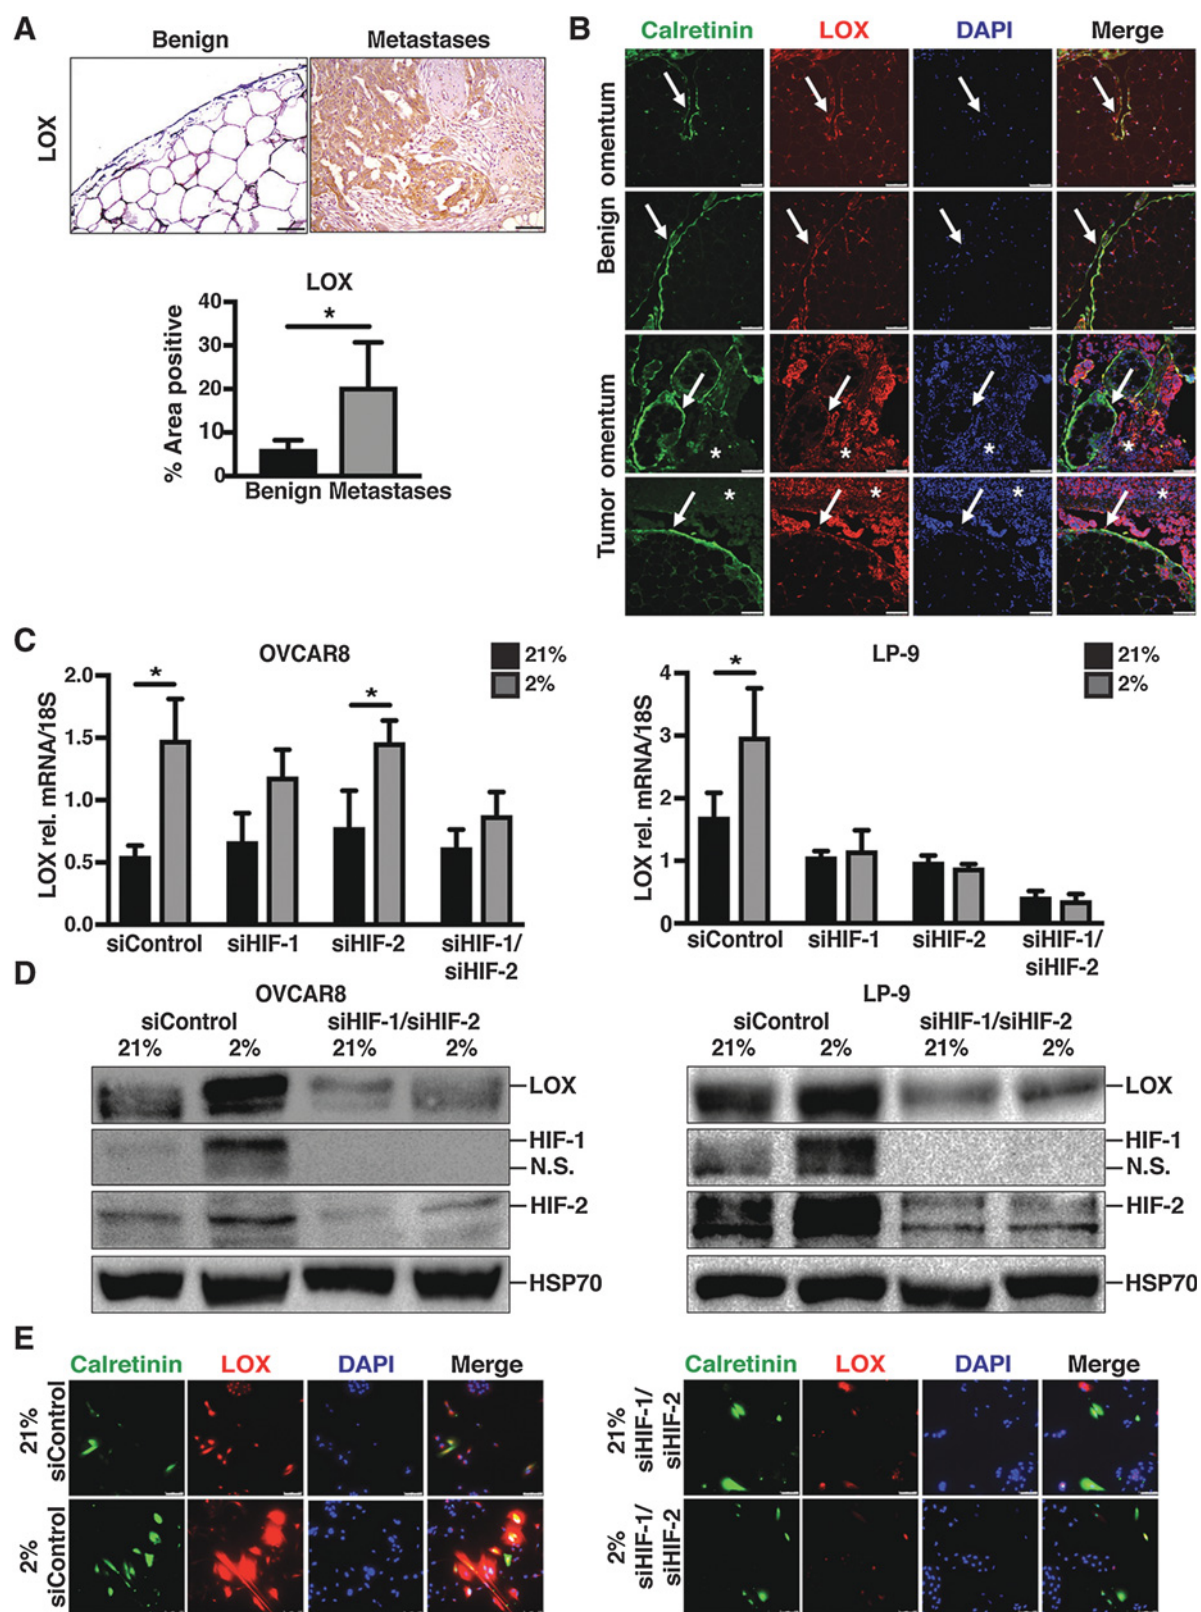 A
Benign Metastases
LOX
LOX
% Area positive
40
30
20
10
0
*
Benign Metastases
B
Calretinin LOX DAPI Merge
Benign omentum
Tumor omentum
* * * *
* * * *
C
OVCAR8
21%
2%
LOX rel. mRNA/18S
2.0
1.5
1.0
0.5
0.0
* *
siControl siHIF-1 siHIF-2 siHIF-1/
siHIF-2
LP-9
21%
2%
LOX rel. mRNA/18S
4
3
2
1
0
*
siControl siHIF-1 siHIF-2 siHIF-1/
siHIF-2
D
OVCAR8
siControl siHIF-1/siHIF-2
21% 2% 21% 2%
LOX
HIF-1
N.S.
HIF-2
HSP70
LP-9
siControl siHIF-1/siHIF-2
21% 2% 21% 2%
LOX
HIF-1
N.S.
HIF-2
HSP70
E
Calretinin LOX DAPI Merge
21%
siControl
2%
siControl
Calretinin LOX DAPI Merge
21%
siHIF-1/
siHIF-2
2%
siHIF-1/
siHIF-2